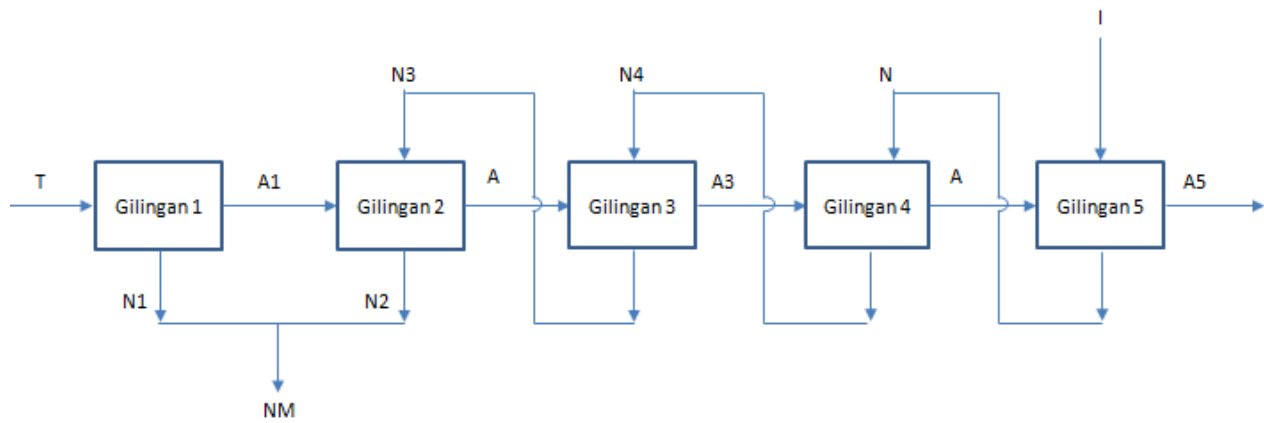 I
N3
N4
N
T
Gilingan 1
A1
Gilingan 2
A
Gilingan 3
A3
Gilingan 4
A
Gilingan 5
A5
N1
N2
NM